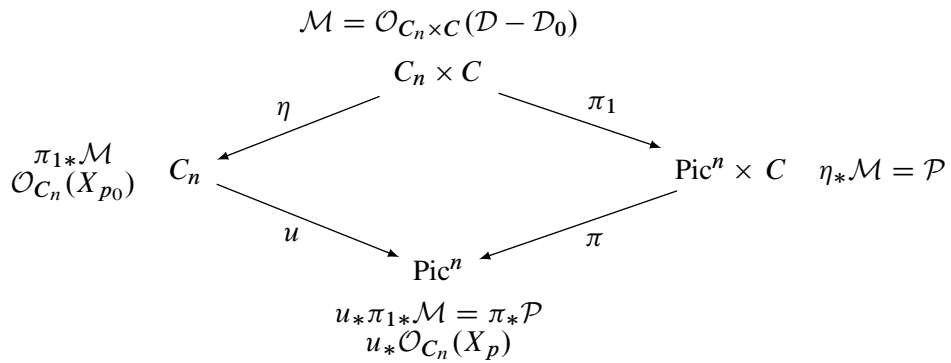 ℳ = 𝒪_{C_n×C}(𝒟 − 𝒟_0)
C_n × C
η
π_1
π_{1*}ℳ
𝒪_{C_n}(X_{p_0})
C_n
Pic^n × C
η_*ℳ = 𝒫
u
π
Pic^n
u_*π_{1*}ℳ = π_*𝒫
u_*𝒪_{C_n}(X_p)